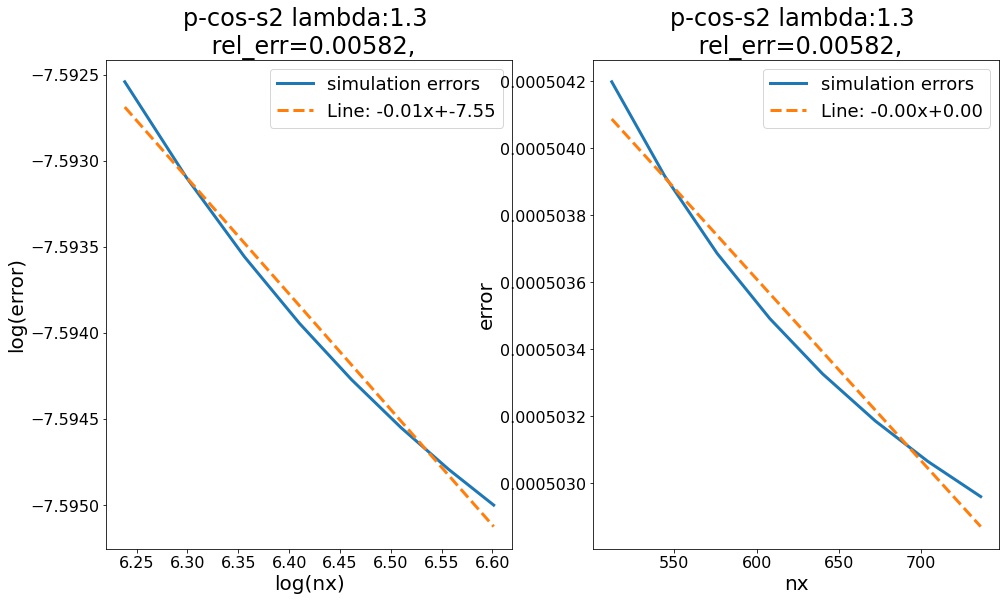 p-cos-s2 lambda:1.3
rel_err=0.00582,
simulation errors
Line: -0.01x+-7.55
−7.5925
−7.5930
−7.5935
−7.5940
−7.5945
−7.5950
log(error)
6.25 6.30 6.35 6.40 6.45 6.50 6.55 6.60
log(nx)
p-cos-s2 lambda:1.3
rel_err=0.00582,
simulation errors
Line: -0.00x+0.00
0.0005042
0.0005040
0.0005038
0.0005036
0.0005034
0.0005032
0.0005030
error
550 600 650 700
nx